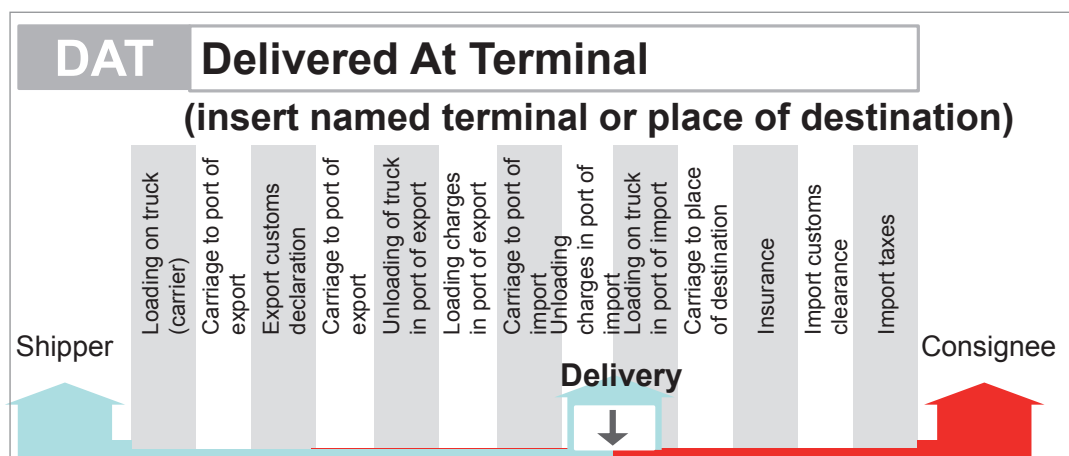 DAT
Delivered At Terminal
(insert named terminal or place of destination)
Loading on truck
(carrier)
Carriage to port of
export
Export customs
declaration
Carriage to port of
export
Unloading of truck
in port of export
Loading charges
in port of export
Carriage to port of
import
Unloading
charges in port of
import
Loading on truck
in port of import
Carriage to place
of destination
Insurance
Import customs
clearance
Import taxes
Shipper
Consignee
Delivery